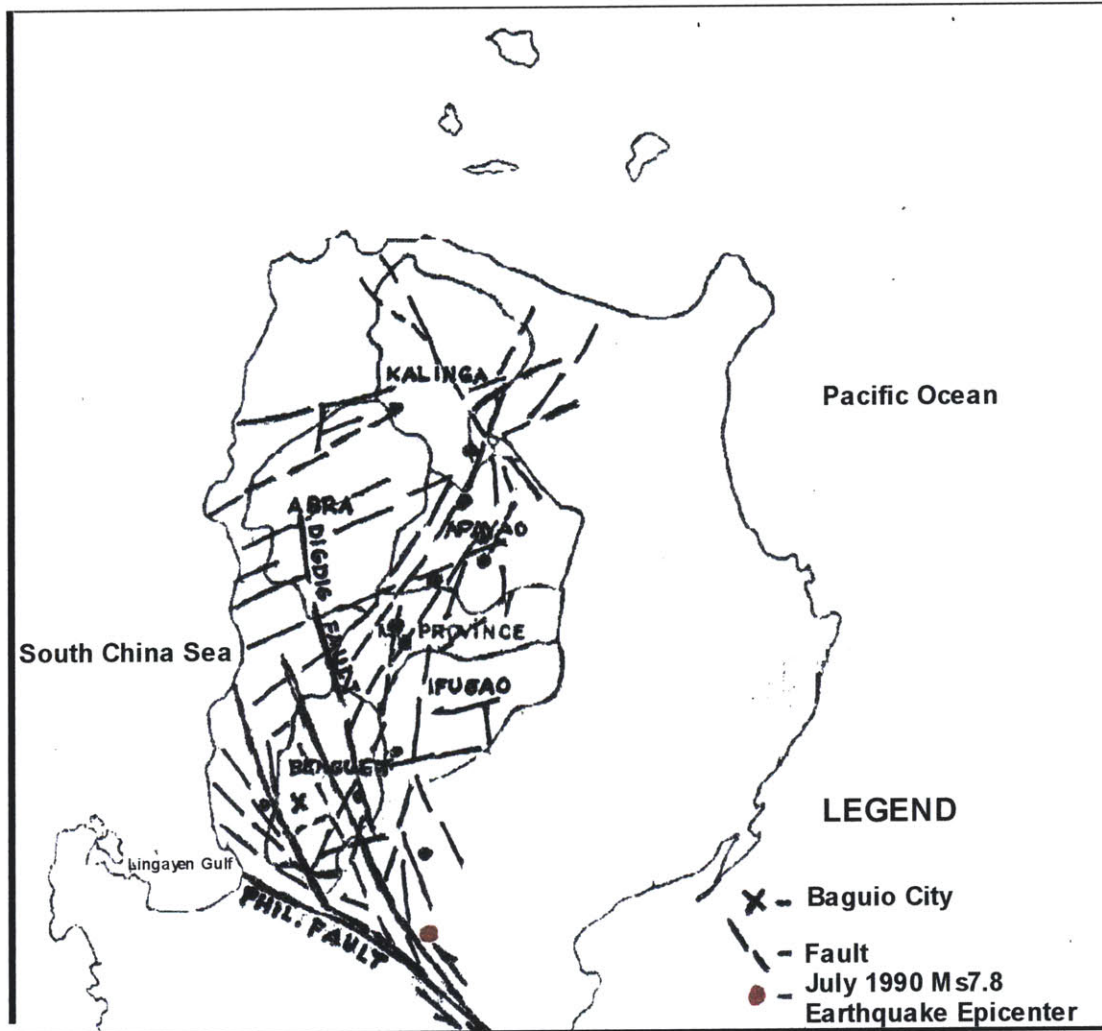 KALINGA
Pacific Ocean
ABRA
APAYAO
DIGDIG FAULT
PROVINCE
South China Sea
IFUGAO
BENGUET
LEGEND
Lingayen Gulf
X - Baguio City
PHIL. FAULT
- Fault
- July 1990 Ms7.8
Earthquake Epicenter